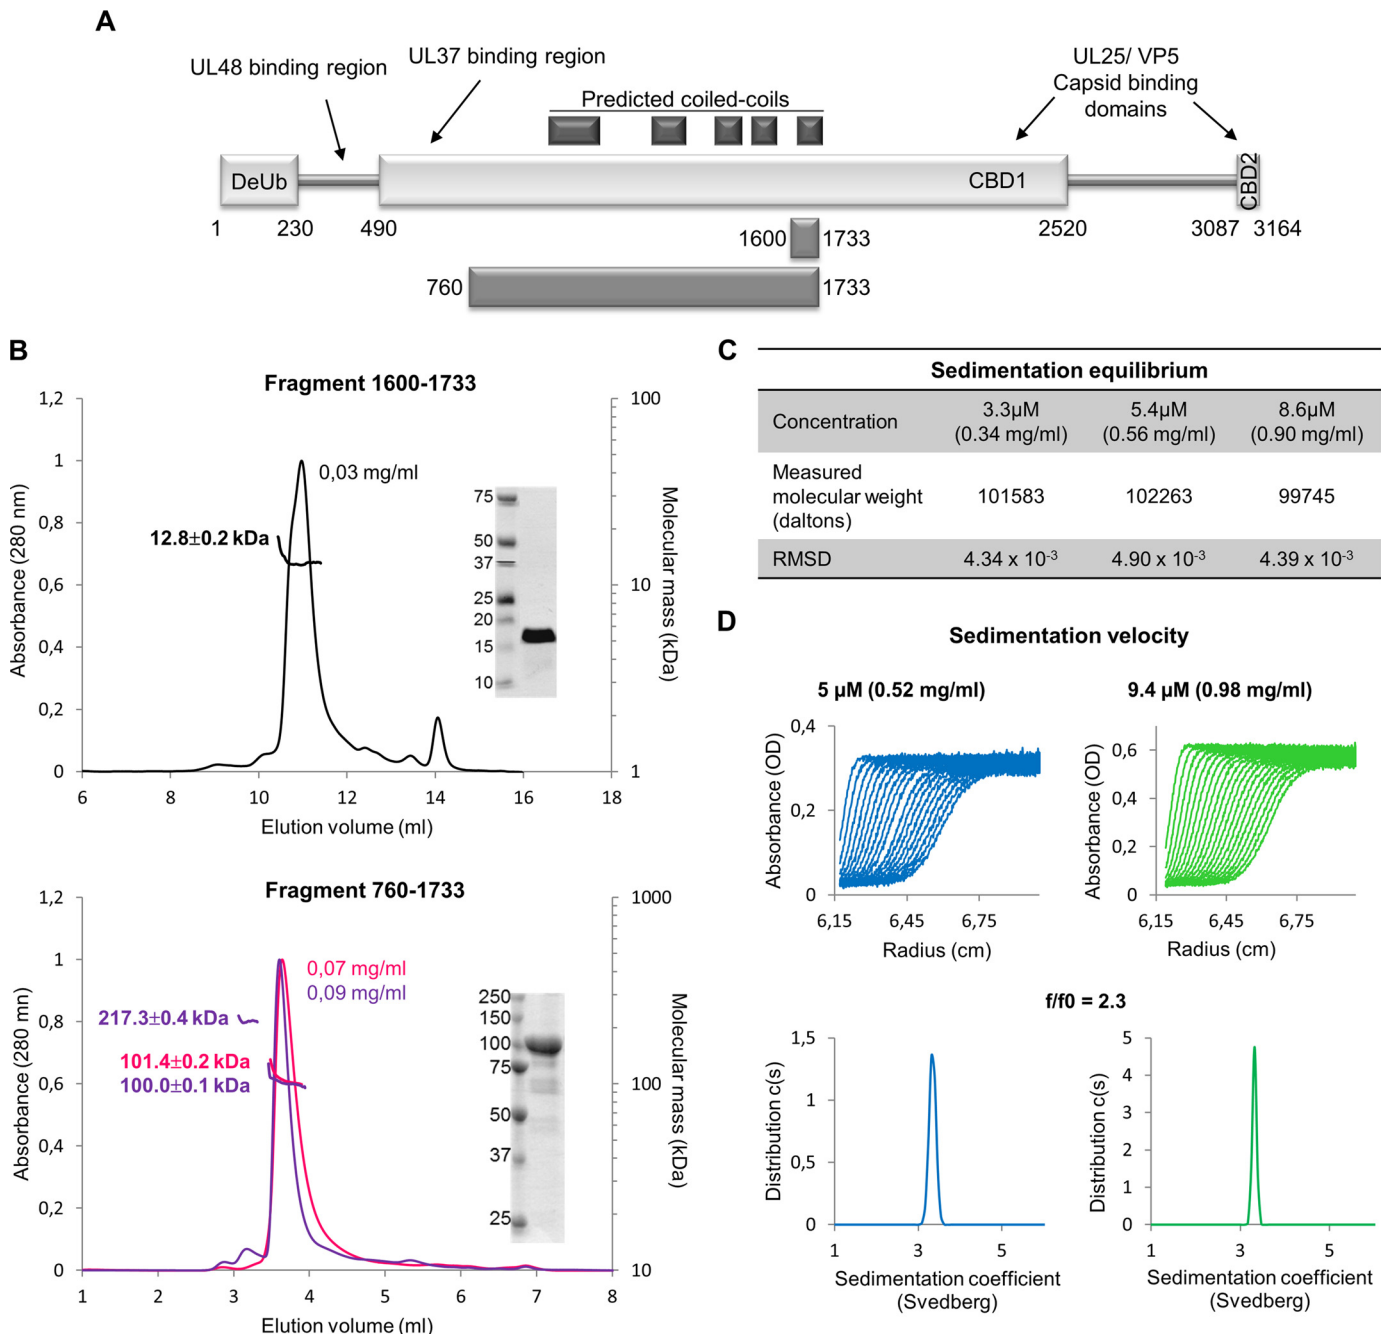 A
UL48 binding region
UL37 binding region
Predicted coiled-coils
UL25/ VP5
Capsid binding
domains
DeUb
CBD1
CBD2
1 230 490 2520 3087 3164
1600 1733
760 1733
B
Fragment 1600-1733
Absorbance (280 nm)
1,2
1
0,8
0,6
0,4
0,2
0
0,03 mg/ml
12.8±0.2 kDa
75
50
37
25
20
15
10
100
10
1
Molecular mass (kDa)
6 8 10 12 14 16 18
Elution volume (ml)
Fragment 760-1733
Absorbance (280 mn)
1,2
1
0,8
0,6
0,4
0,2
0
0,07 mg/ml
0,09 mg/ml
217.3±0.4 kDa
101.4±0.2 kDa
100.0±0.1 kDa
250
150
100
75
50
37
25
1000
100
10
Molecular mass (kDa)
1 2 3 4 5 6 7 8
Elution volume (ml)
C
Sedimentation equilibrium
Concentration
3.3µM
(0.34 mg/ml)
5.4µM
(0.56 mg/ml)
8.6µM
(0.90 mg/ml)
Measured
molecular weight
(daltons)
101583 102263 99745
RMSD 4.34 x 10-3 4.90 x 10-3 4.39 x 10-3
D
Sedimentation velocity
5 µM (0.52 mg/ml)
Absorbance (OD)
0,4
0,2
0
6,15 6,45 6,75
Radius (cm)
9.4 µM (0.98 mg/ml)
Absorbance (OD)
0,6
0,4
0,2
0
6,15 6,45 6,75
Radius (cm)
f/f0 = 2.3
Distribution c(s)
1,5
1
0,5
0
1 3 5
Sedimentation coefficient
(Svedberg)
Distribution c(s)
5
4
3
2
1
0
1 3 5
Sedimentation coefficient
(Svedberg)